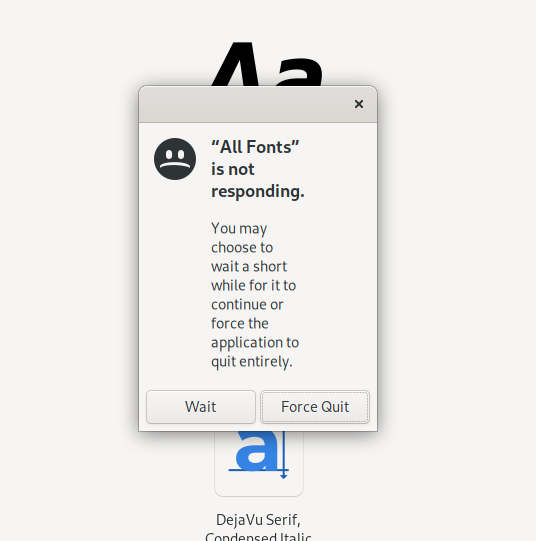 Aa
“All Fonts”
is not
responding.
You may
choose to
wait a short
while for it to
continue or
force the
application to
quit entirely.
Wait Force Quit
a
DejaVu Serif,
Condensed Italic